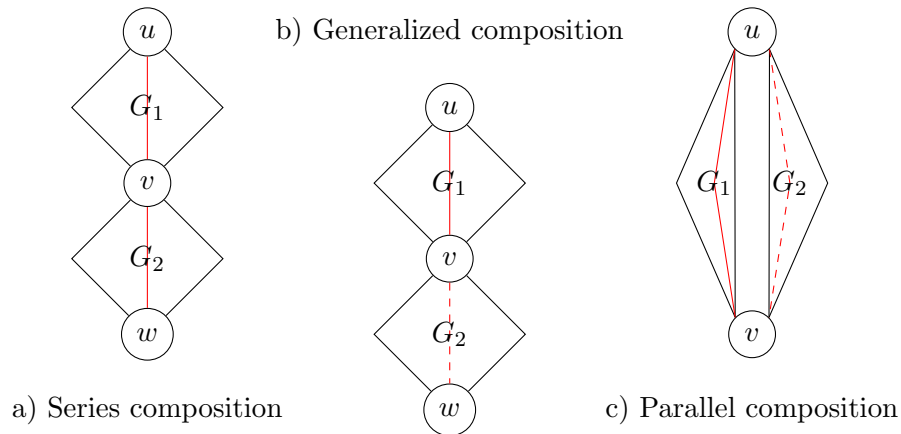 u
G₁
v
G₂
w
a) Series composition
b) Generalized composition
u
G₁
v
G₂
w
u
G₁ G₂
v
c) Parallel composition